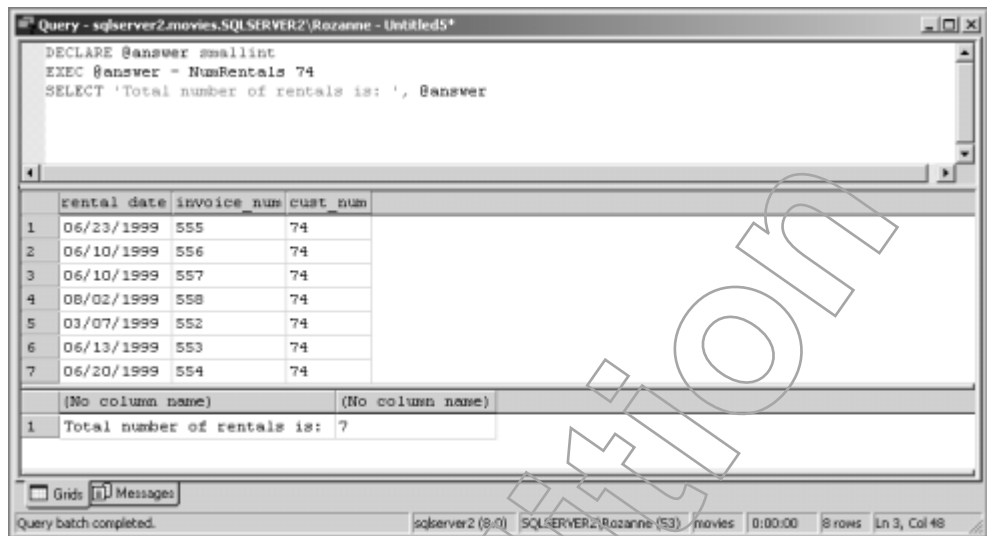 Query - sqlserver2.movies.SQLSERVER2\Rozanne - Untitled5*
DECLARE @answer smallint
EXEC @answer = NumRentals 74
SELECT 'Total number of rentals is: ', @answer
rental date invoice_num cust_num
1 06/23/1999 555 74
2 06/10/1999 556 74
3 06/10/1999 557 74
4 08/02/1999 558 74
5 03/07/1999 552 74
6 06/13/1999 553 74
7 06/20/1999 554 74
(No column name) (No column name)
1 Total number of rentals is: 7
Grids Messages
Query batch completed. sqlserver2 (8.0) SQLSERVER2\Rozanne (53) movies 0:00:00 8 rows Ln 3, Col 48
ition